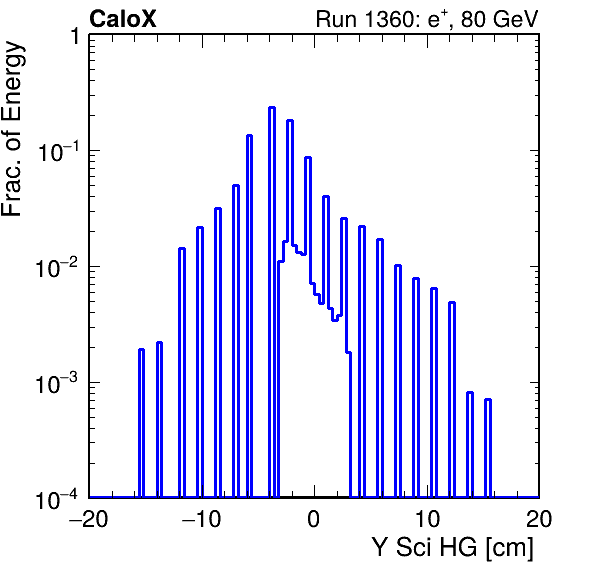 CaloX Run 1360: e⁺, 80 GeV
Frac. of Energy
1
10⁻¹
10⁻²
10⁻³
10⁻⁴
−20 −10 0 10 20
Y Sci HG [cm]